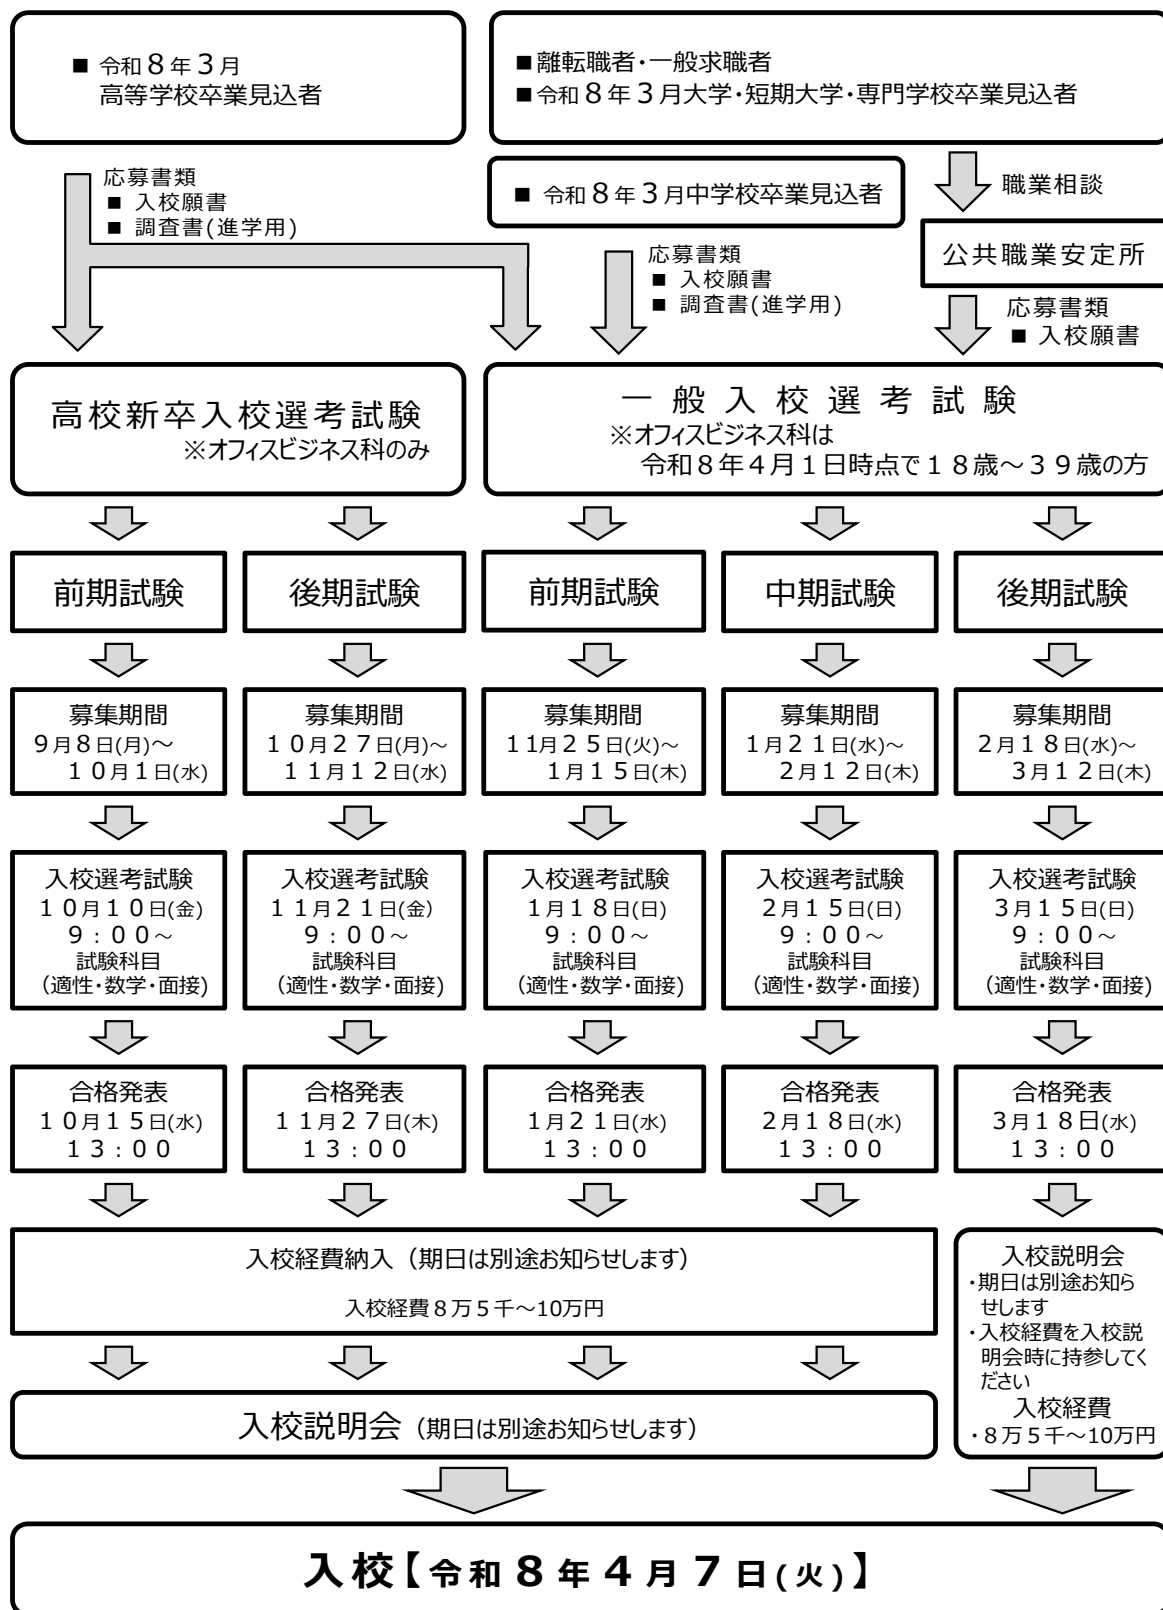 ■ 令和８年３月
高等学校卒業見込者
■離転職者・一般求職者
■令和８年３月大学・短期大学・専門学校卒業見込者
応募書類
■ 入校願書
■ 調査書(進学用)
■ 令和８年３月中学校卒業見込者
職業相談
公共職業安定所
応募書類
■ 入校願書
■ 調査書(進学用)
応募書類
■ 入校願書
高校新卒入校選考試験
※オフィスビジネス科のみ
一般入校選考試験
※オフィスビジネス科は
令和８年４月１日時点で１８歳～３９歳の方
前期試験
後期試験
前期試験
中期試験
後期試験
募集期間
９月８日(月)～
１０月１日(水)
募集期間
１０月２７日(月)～
１１月１２日(水)
募集期間
１１月２５日(火)～
１月１５日(木)
募集期間
１月２１日(水)～
２月１２日(木)
募集期間
２月１８日(水)～
３月１２日(木)
入校選考試験
１０月１０日(金)
９：００～
試験科目
(適性・数学・面接)
入校選考試験
１１月２１日(金)
９：００～
試験科目
(適性・数学・面接)
入校選考試験
１月１８日(日)
９：００～
試験科目
(適性・数学・面接)
入校選考試験
２月１５日(日)
９：００～
試験科目
(適性・数学・面接)
入校選考試験
３月１５日(日)
９：００～
試験科目
(適性・数学・面接)
合格発表
１０月１５日(水)
１３：００
合格発表
１１月２７日(木)
１３：００
合格発表
１月２１日(水)
１３：００
合格発表
２月１８日(水)
１３：００
合格発表
３月１８日(水)
１３：００
入校経費納入（期日は別途お知らせします）
入校経費８万５千～10万円
入校説明会（期日は別途お知らせします）
入校説明会
・期日は別途お知ら
せします
・入校経費を入校説
明会時に持参してく
ださい
入校経費
・８万５千～10万円
入校【令和８年４月７日(火)】